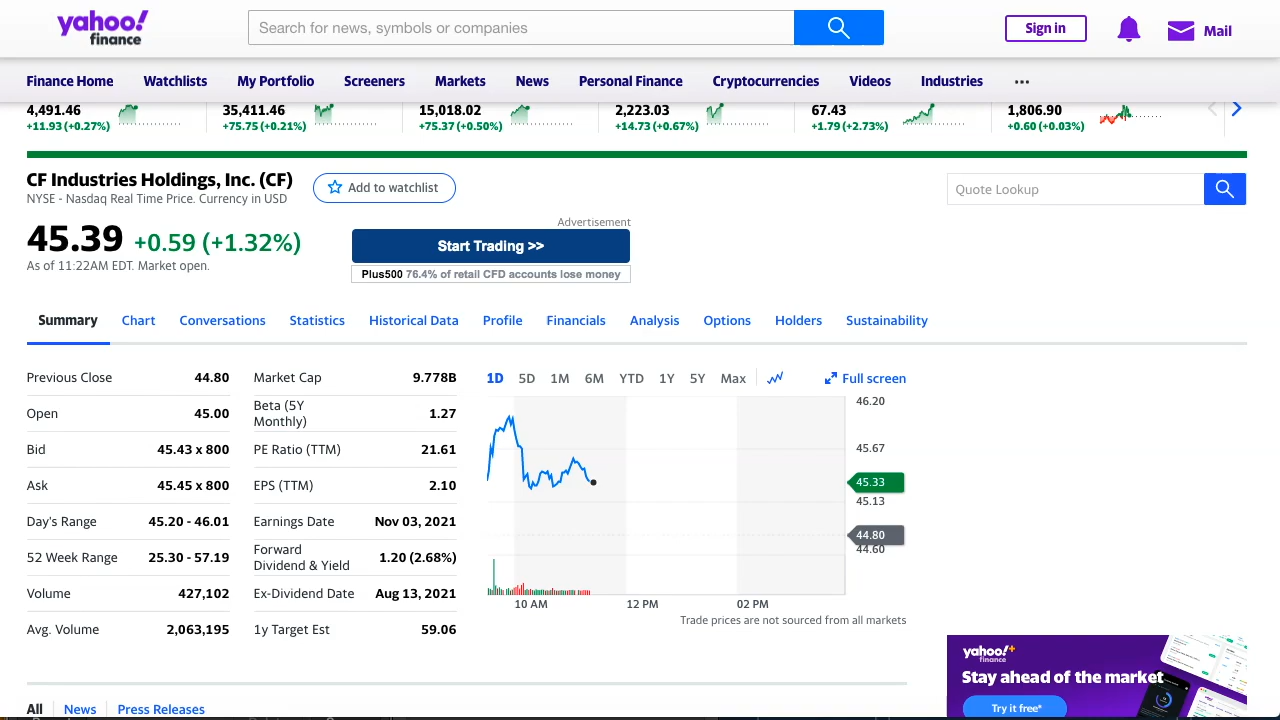 yahoo!
finance
Search for news, symbols or companies
Sign in
Mail
Finance Home Watchlists My Portfolio Screeners Markets News Personal Finance Cryptocurrencies Videos Industries ...
4,491.46 35,411.46 15,018.02 2,223.03 67.43 1,806.90
+11.93 (+0.27%) +75.75 (+0.21%) +75.37 (+0.50%) +14.73 (+0.67%) +1.79 (+2.73%) +0.60 (+0.03%)
CF Industries Holdings, Inc. (CF)
NYSE - Nasdaq Real Time Price. Currency in USD
Add to watchlist
Quote Lookup
45.39 +0.59 (+1.32%)
As of 11:22AM EDT. Market open.
Advertisement
Start Trading >>
Plus500 76.4% of retail CFD accounts lose money
Summary Chart Conversations Statistics Historical Data Profile Financials Analysis Options Holders Sustainability
Previous Close 44.80
Open 45.00
Bid 45.43 x 800
Ask 45.45 x 800
Day's Range 45.20 - 46.01
52 Week Range 25.30 - 57.19
Volume 427,102
Avg. Volume 2,063,195
Market Cap 9.778B
Beta (5Y
Monthly) 1.27
PE Ratio (TTM) 21.61
EPS (TTM) 2.10
Earnings Date Nov 03, 2021
Forward
Dividend & Yield 1.20 (2.68%)
Ex-Dividend Date Aug 13, 2021
1y Target Est 59.06
1D 5D 1M 6M YTD 1Y 5Y Max Full screen
46.20
45.67
45.33
45.13
44.80
44.60
10 AM 12 PM 02 PM
Trade prices are not sourced from all markets
yahoo!+
finance
Stay ahead of the market
Try it free*
All News Press Releases